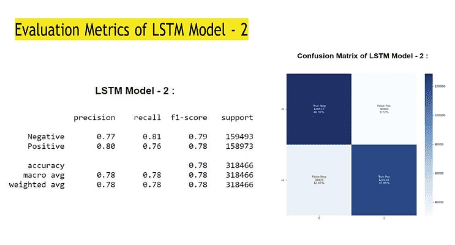 Evaluation Metrics of LSTM Model - 2
LSTM Model - 2 :
precision recall f1-score support
Negative 0.77 0.81 0.79 159493
Positive 0.80 0.76 0.78 158973
accuracy 0.78 318466
macro avg 0.78 0.78 0.78 318466
weighted avg 0.78 0.78 0.78 318466
Confusion Matrix of LSTM Model - 2 :